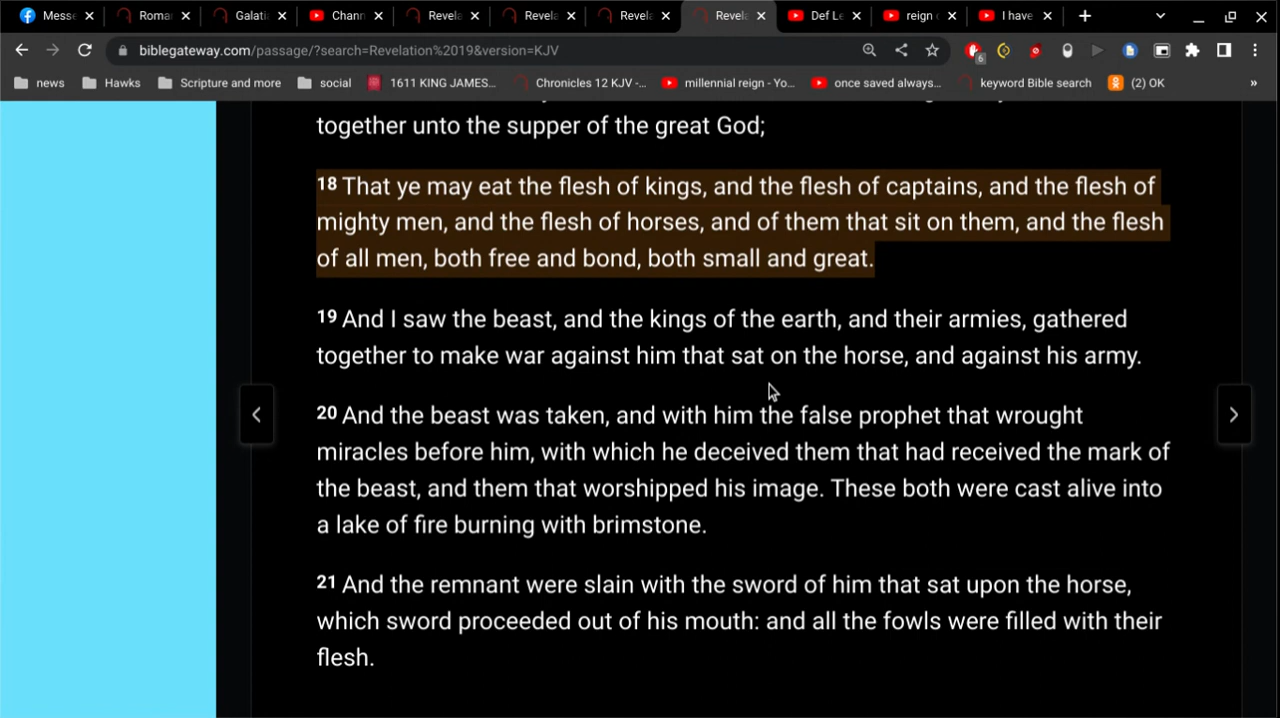 Messe
Roma
Galati
Chann
Revela
Revela
Revela
Revela
Def Le
reign
I have
biblegateway.com/passage/?search=Revelation%2019&version=KJV
6
news
Hawks
Scripture and more
social
1611 KING JAMES...
Chronicles 12 KJV -...
millennial reign - Yo...
once saved always...
keyword Bible search
(2) OK
»
together unto the supper of the great God;
18 That ye may eat the flesh of kings, and the flesh of captains, and the flesh of
mighty men, and the flesh of horses, and of them that sit on them, and the flesh
of all men, both free and bond, both small and great.
19 And I saw the beast, and the kings of the earth, and their armies, gathered
together to make war against him that sat on the horse, and against his army.
20 And the beast was taken, and with him the false prophet that wrought
miracles before him, with which he deceived them that had received the mark of
the beast, and them that worshipped his image. These both were cast alive into
a lake of fire burning with brimstone.
21 And the remnant were slain with the sword of him that sat upon the horse,
which sword proceeded out of his mouth: and all the fowls were filled with their
flesh.